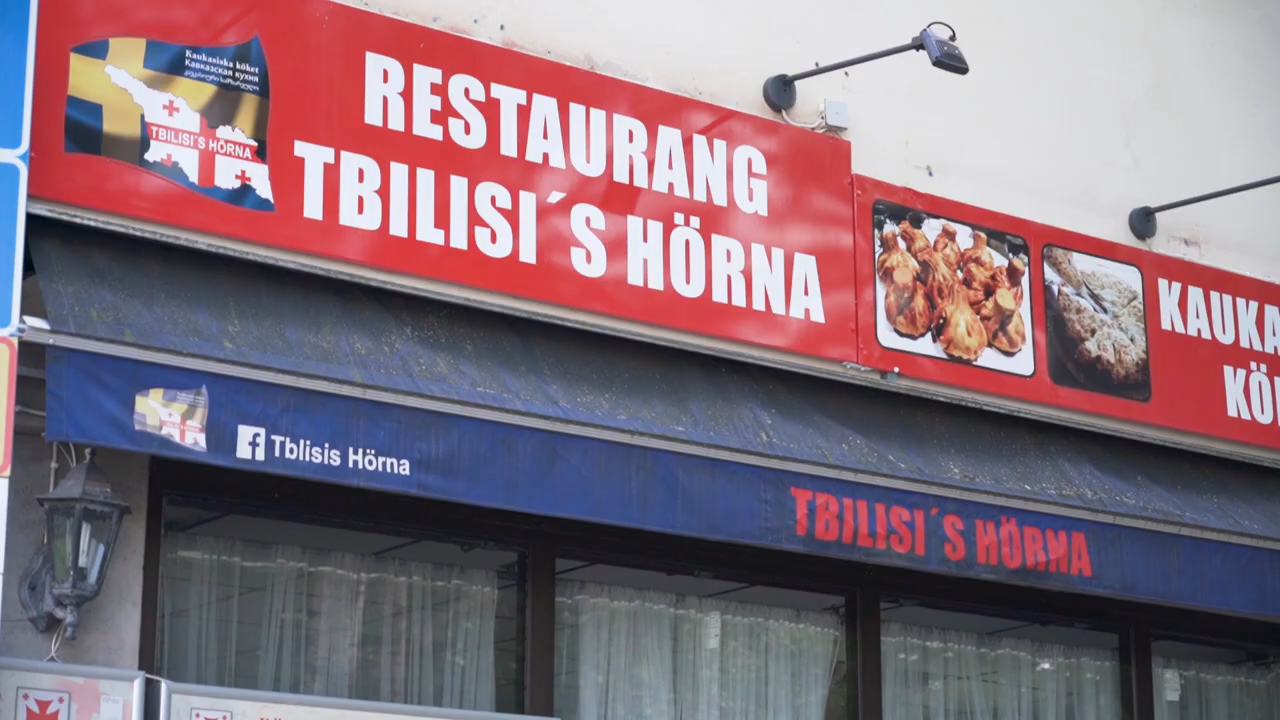 Kaukasiska köket
Кавказская кухня
TBILISI´S HÖRNA
RESTAURANG
TBILISI´S HÖRNA
KAUKA
KÖ
Tblisis Hörna
TBILISI´S HÖRNA